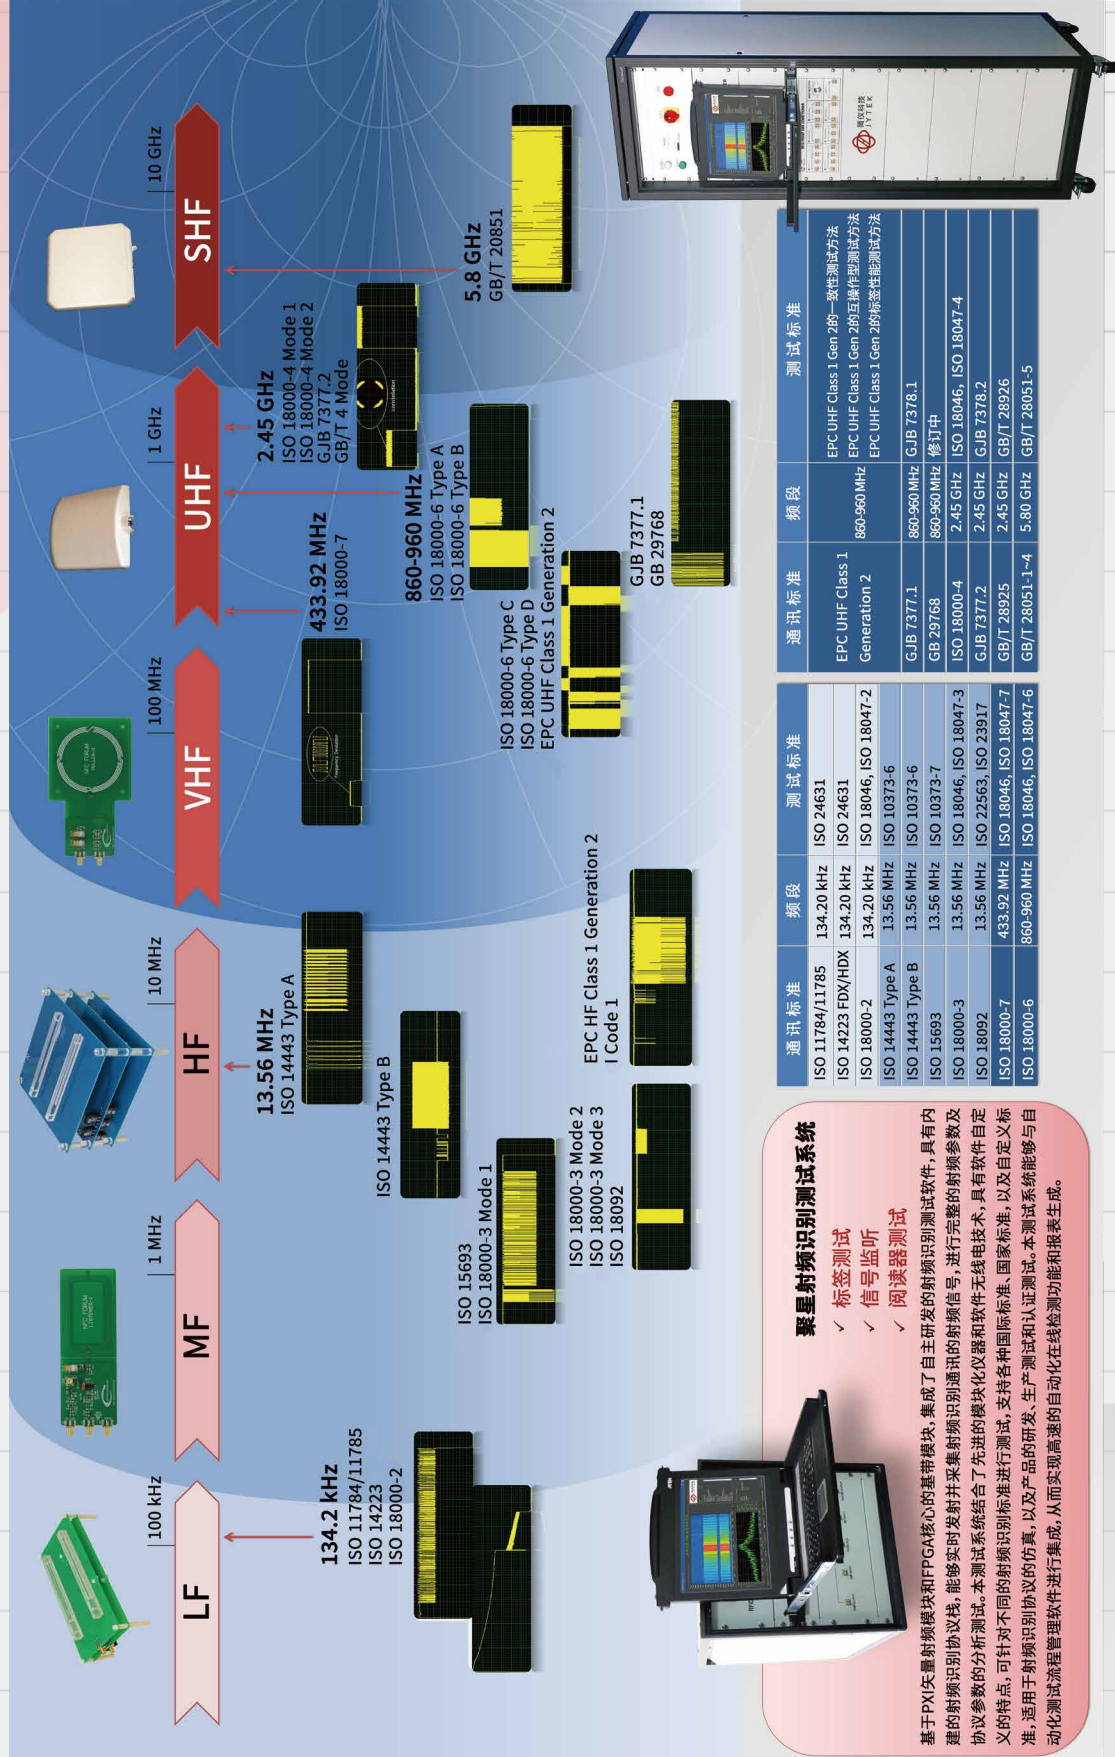 LF
MF
HF
VHF
UHF
SHF
100 kHz
1 MHz
10 MHz
100 MHz
1 GHz
10 GHz
134.2 kHz
ISO 11784/11785
ISO 14223
ISO 18000-2
13.56 MHz
ISO 14443 Type A
ISO 14443 Type B
ISO 15693
ISO 18000-3 Mode 1
ISO 18000-3 Mode 2
ISO 18000-3 Mode 3
ISO 18092
EPC HF Class 1 Generation 2
I Code 1
433.92 MHz
ISO 18000-7
860-960 MHz
ISO 18000-6 Type A
ISO 18000-6 Type B
ISO 18000-6 Type C
ISO 18000-6 Type D
EPC UHF Class 1 Generation 2
GJB 7377.1
GB 29768
2.45 GHz
ISO 18000-4 Mode 1
ISO 18000-4 Mode 2
GJB 7377.2
GB/T 4 Mode
5.8 GHz
GB/T 20851
聚星射频识别测试系统
✓ 标签测试
✓ 信号监听
✓ 阅读器测试
基于PXI矢量射频模块和FPGA核心的基带模块，集成了自主研发的射频识别测试软件，具有内
建的射频识别协议栈，能够实时发射并采集射频识别通讯的射频信号，进行完整的射频参数及
协议参数的分析测试。本测试系统结合了先进的模块化仪器和软件无线电技术，具有软件自定
义的特点，可针对不同的射频识别标准进行测试，支持各种国际标准、国家标准，以及自定义标
准，适用于射频识别协议的仿真，以及产品的研发、生产测试和认证测试。本测试系统能够与自
动化测试流程管理软件进行集成，从而实现高速的自动化在线检测功能和报表生成。
通讯标准 频段 测试标准
ISO 11784/11785 134.20 kHz ISO 24631
ISO 14223 FDX/HDX 134.20 kHz ISO 24631
ISO 18000-2 134.20 kHz ISO 18046, ISO 18047-2
ISO 14443 Type A 13.56 MHz ISO 10373-6
ISO 14443 Type B 13.56 MHz ISO 10373-6
ISO 15693 13.56 MHz ISO 10373-7
ISO 18000-3 13.56 MHz ISO 18046, ISO 18047-3
ISO 18092 13.56 MHz ISO 22563, ISO 23917
ISO 18000-7 433.92 MHz ISO 18046, ISO 18047-7
ISO 18000-6 860-960 MHz ISO 18046, ISO 18047-6
通讯标准 频段 测试标准
EPC UHF Class 1
Generation 2
860-960 MHz
EPC UHF Class 1 Gen 2的一致性测试方法
EPC UHF Class 1 Gen 2的互操作型测试方法
EPC UHF Class 1 Gen 2的标签性能测试方法
GJB 7377.1 860-960 MHz GJB 7378.1
GB 29768 860-960 MHz 修订中
ISO 18000-4 2.45 GHz ISO 18046, ISO 18047-4
GJB 7377.2 2.45 GHz GJB 7378.2
GB/T 28925 2.45 GHz GB/T 28926
GB/T 28051-1~4 5.80 GHz GB/T 28051-5
简仪科技
JYTEK